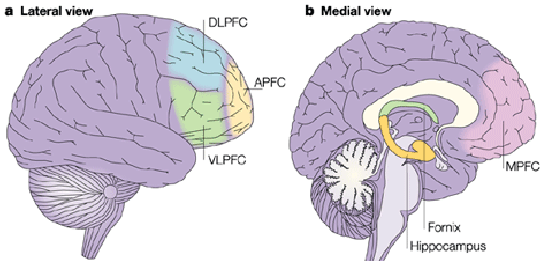 a Lateral view
DLPFC
APFC
VLPFC
b Medial view
MPFC
Fornix
Hippocampus